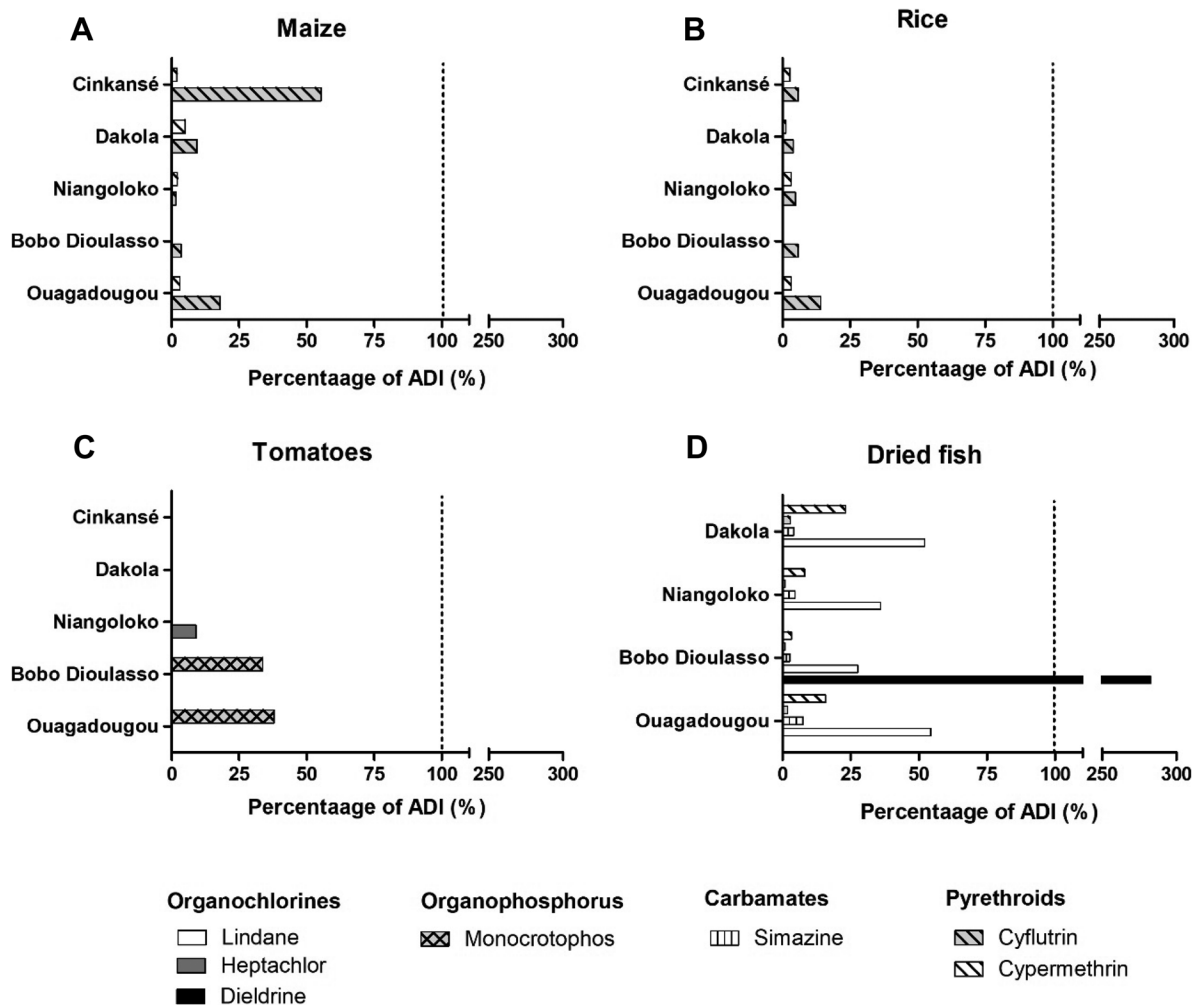 A
Maize
Cinkansé
Dakola
Niangoloko
Bobo Dioulasso
Ouagadougou
0 25 50 75 100 250 300
Percentaage of ADI (%)
B
Rice
Cinkansé
Dakola
Niangoloko
Bobo Dioulasso
Ouagadougou
0 25 50 75 100 250 300
Percentaage of ADI (%)
C
Tomatoes
Cinkansé
Dakola
Niangoloko
Bobo Dioulasso
Ouagadougou
0 25 50 75 100 250 300
Percentaage of ADI (%)
D
Dried fish
Dakola
Niangoloko
Bobo Dioulasso
Ouagadougou
0 25 50 75 100 250 300
Percentaage of ADI (%)
Organochlorines
Lindane
Heptachlor
Dieldrine
Organophosphorus
Monocrotophos
Carbamates
Simazine
Pyrethroids
Cyflutrin
Cypermethrin